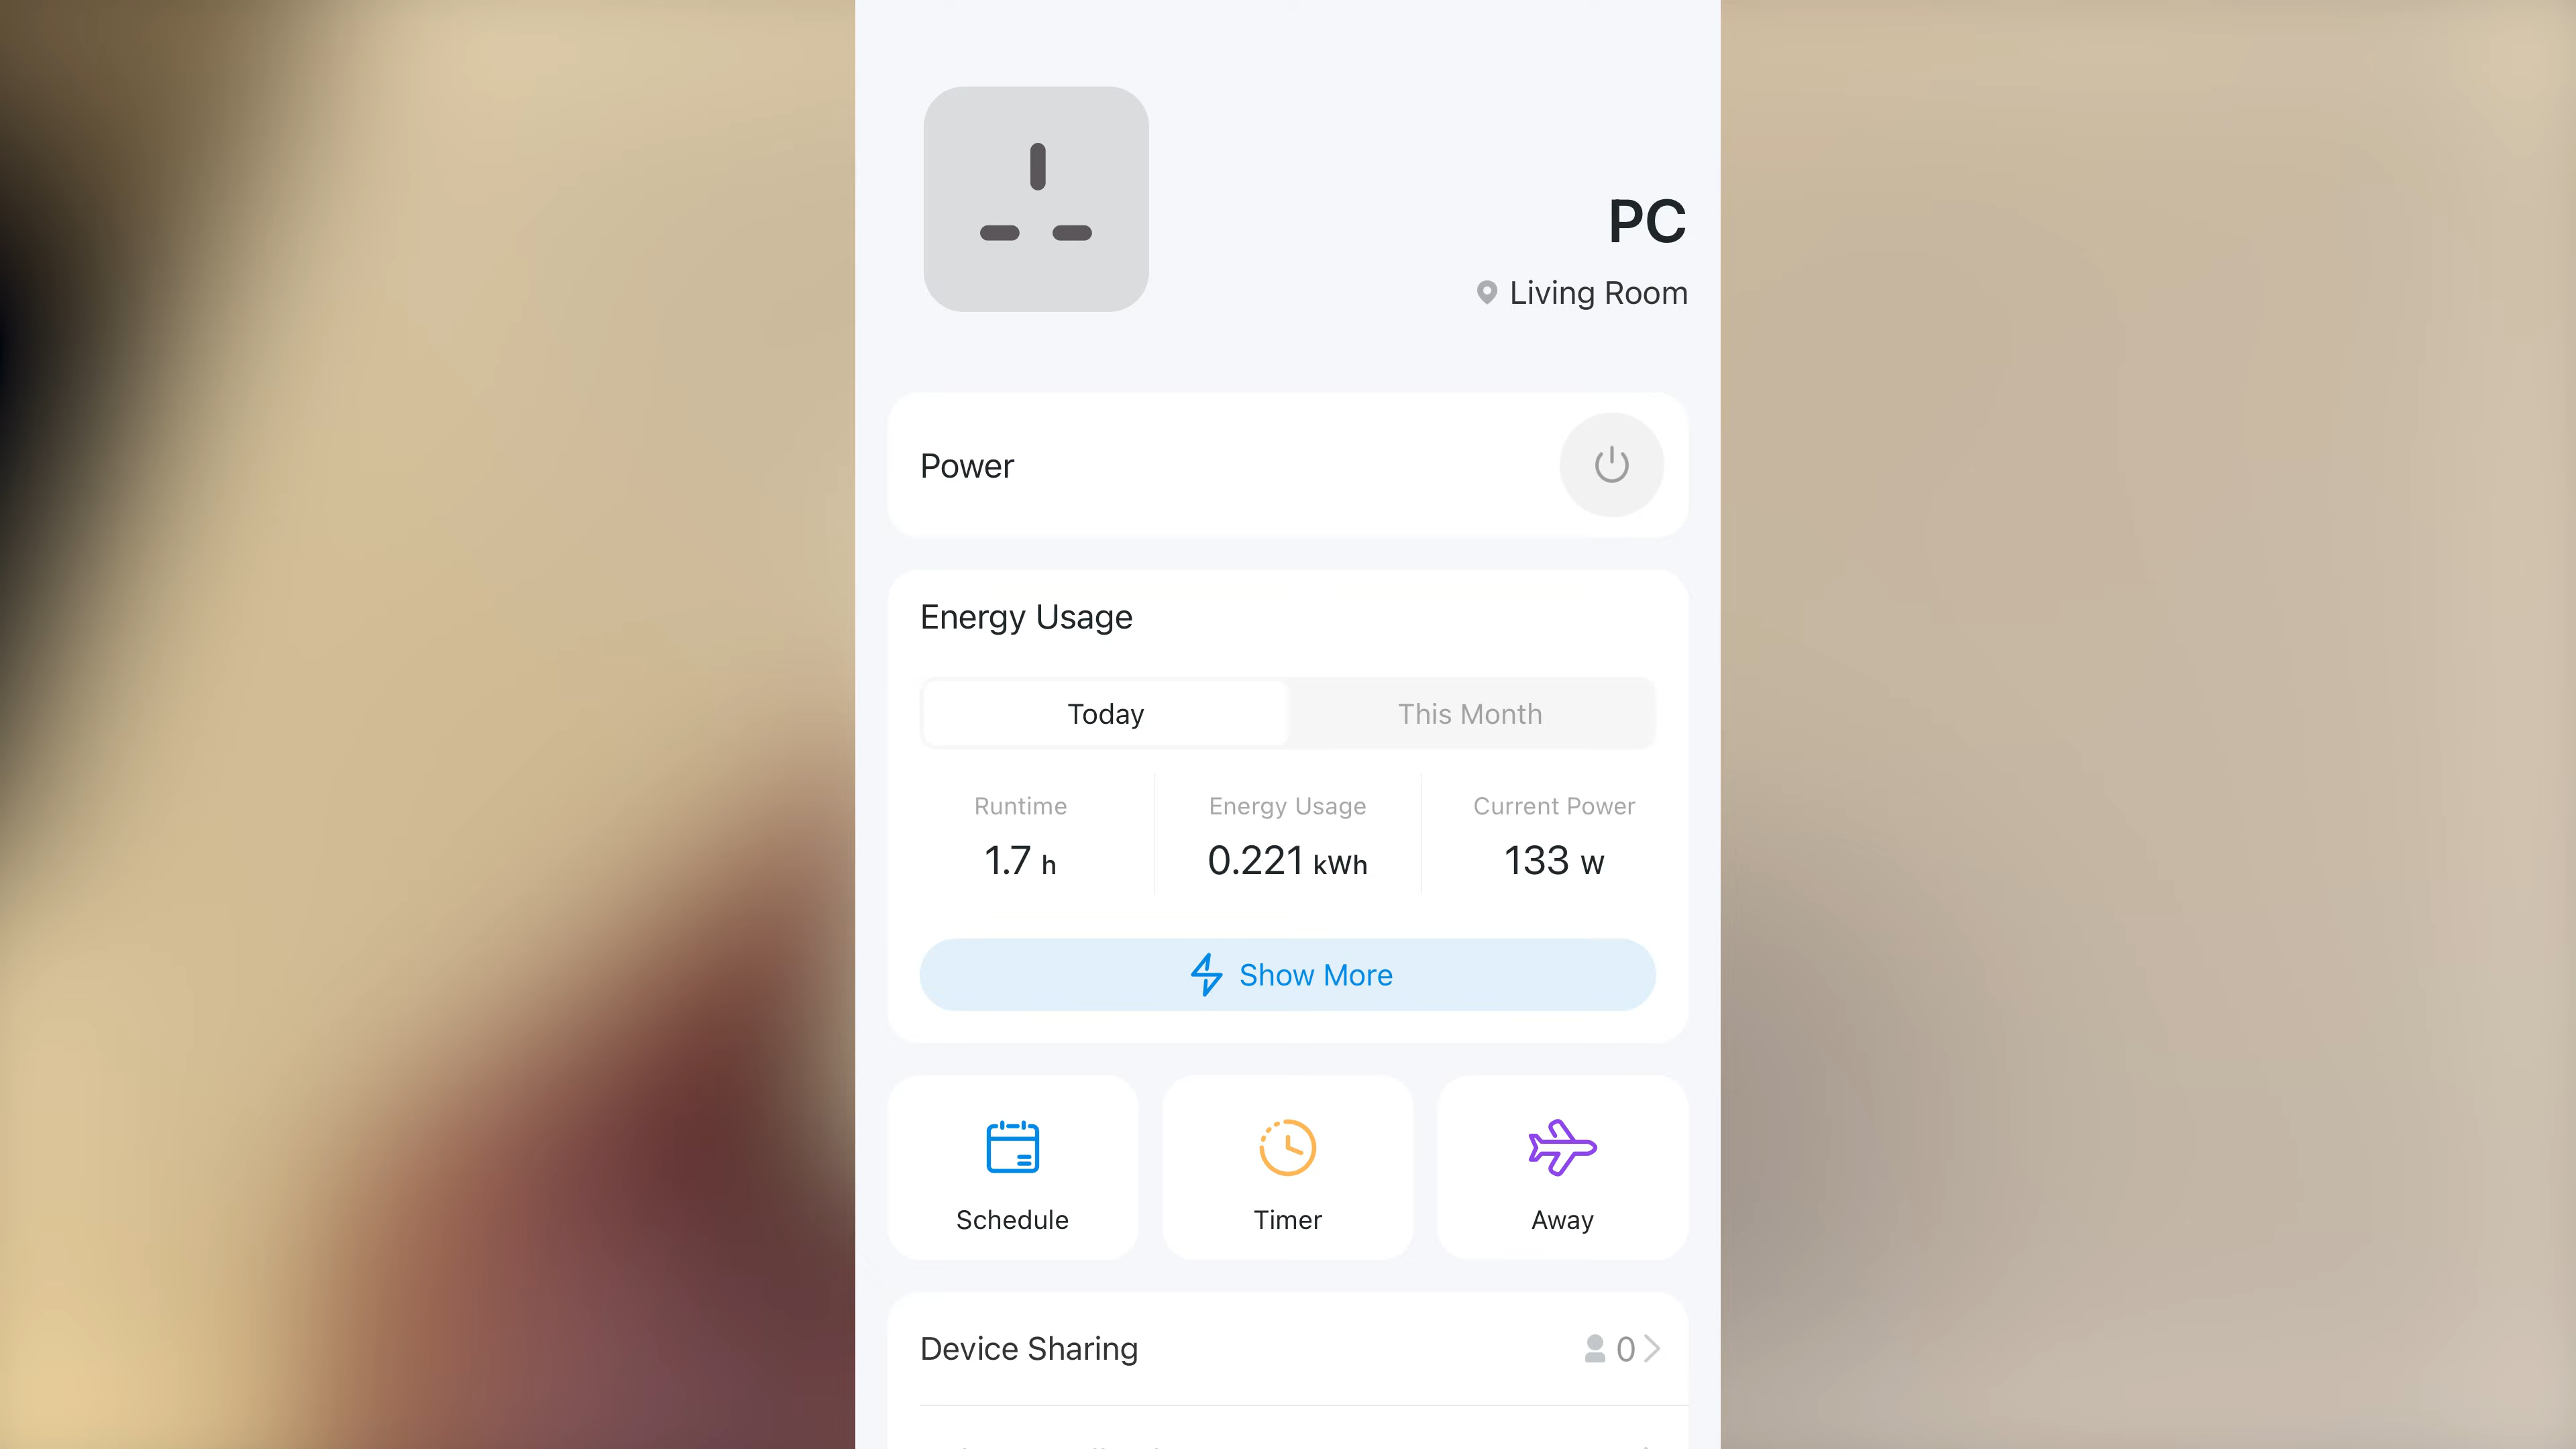 PC
Living Room
Power
Energy Usage
Today This Month
Runtime Energy Usage Current Power
1.7 h 0.221 kWh 133 W
Show More
Schedule Timer Away
Device Sharing 0